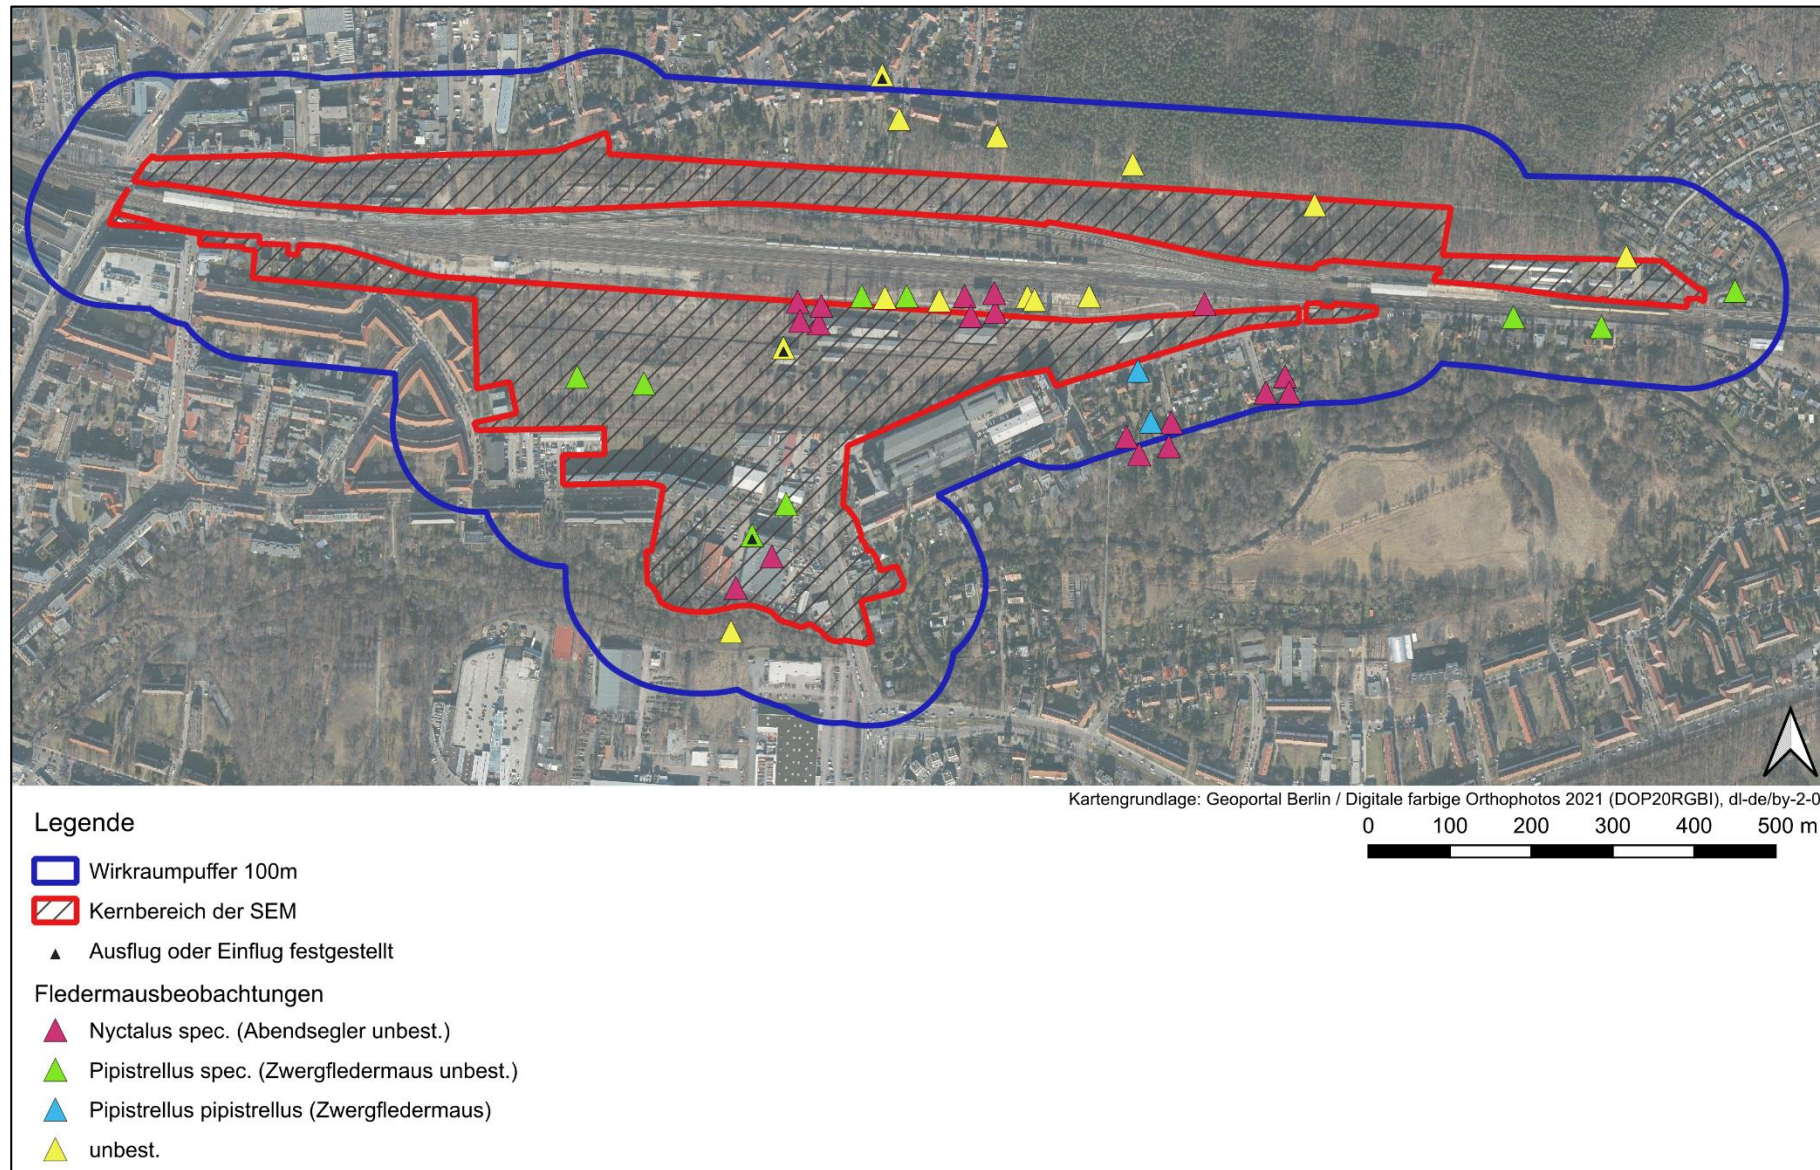 Kartengrundlage: Geoportal Berlin / Digitale farbige Orthophotos 2021 (DOP20RGBI), dl-de/by-2-0
0 100 200 300 400 500 m
Legende
Wirkraumpuffer 100m
Kernbereich der SEM
Ausflug oder Einflug festgestellt
Fledermausbeobachtungen
Nyctalus spec. (Abendsegler unbest.)
Pipistrellus spec. (Zwergfledermaus unbest.)
Pipistrellus pipistrellus (Zwergfledermaus)
unbest.